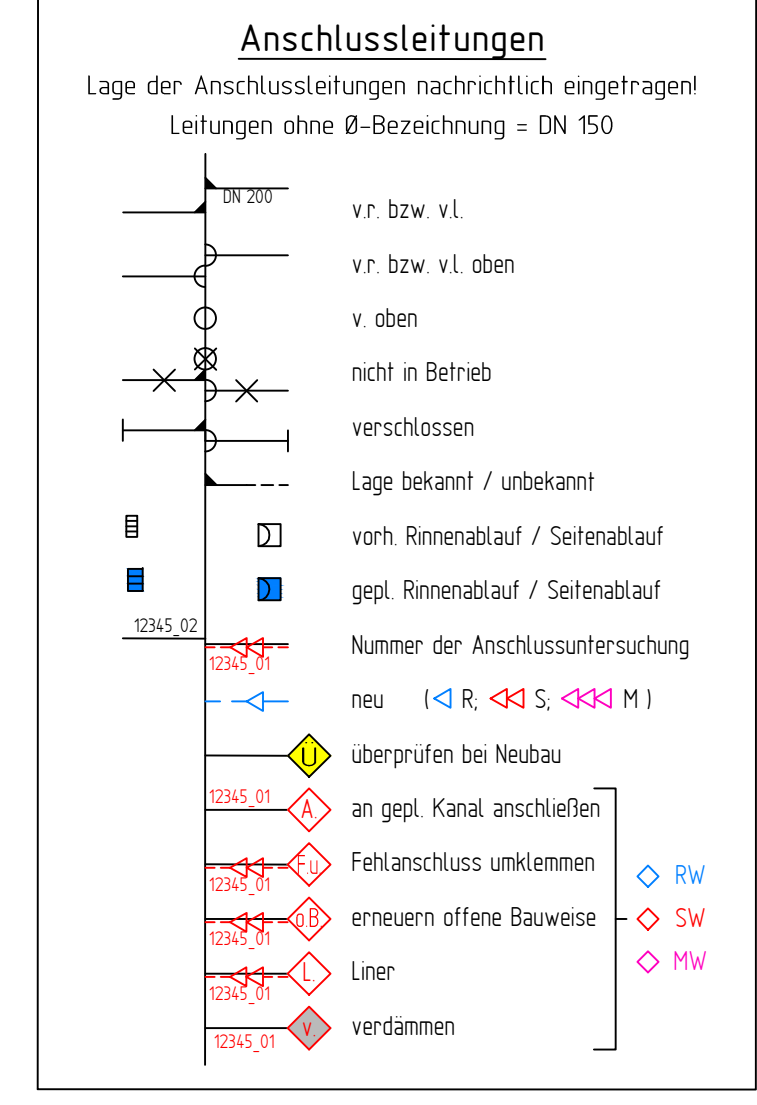 Anschlussleitungen
Lage der Anschlussleitungen nachrichtlich eingetragen!
Leitungen ohne Ø-Bezeichnung = DN 150
DN 200
v.r. bzw. v.l.
v.r. bzw. v.l. oben
v. oben
nicht in Betrieb
verschlossen
Lage bekannt / unbekannt
vorh. Rinnenablauf / Seitenablauf
gepl. Rinnenablauf / Seitenablauf
12345_02
12345_01
Nummer der Anschlussuntersuchung
neu ( R; S; M )
Ü überprüfen bei Neubau
12345_01
A. an gepl. Kanal anschließen
F.u. Fehlanschluss umklemmen
12345_01
RW
o.B. erneuern offene Bauweise
SW
12345_01
MW
L. Liner
12345_01
v. verdämmen
12345_01